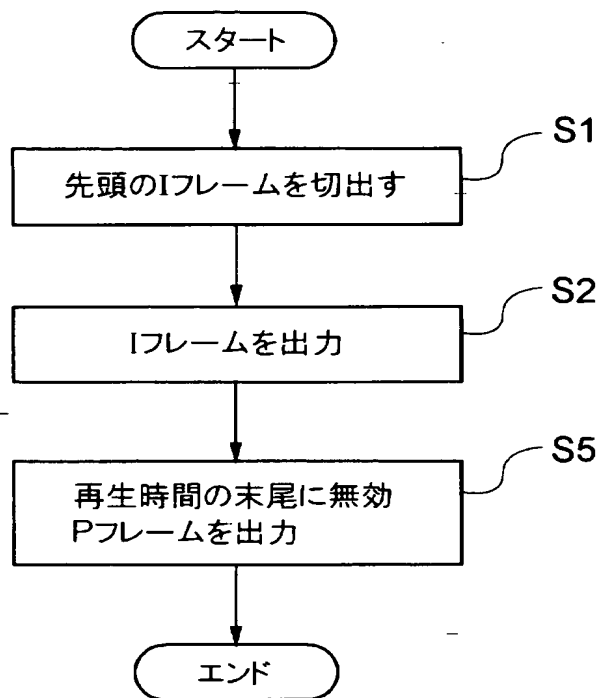 スタート
S1
先頭のIフレームを切出す
S2
Iフレームを出力
S5
再生時間の末尾に無効
Pフレームを出力
エンド